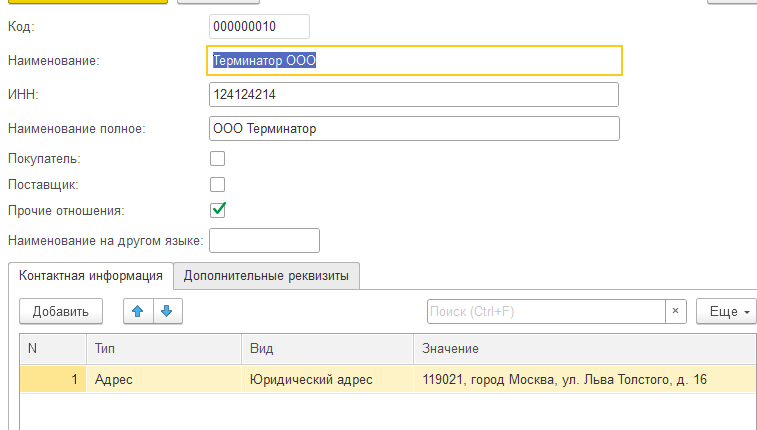 Код: 000000010
Наименование: Терминатор ООО
ИНН: 124124214
Наименование полное: ООО Терминатор
Покупатель:
Поставщик:
Прочие отношения:
Наименование на другом языке:
Контактная информация Дополнительные реквизиты
Добавить Поиск (Ctrl+F) × Еще
N Тип Вид Значение
1 Адрес Юридический адрес 119021, город Москва, ул. Льва Толстого, д. 16